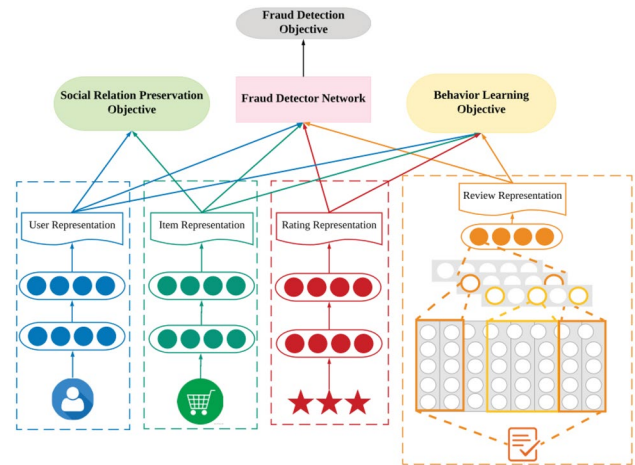 Fraud Detection
Objective
Social Relation Preservation
Objective
Fraud Detector Network
Behavior Learning
Objective
User Representation
Item Representation
Rating Representation
Review Representation